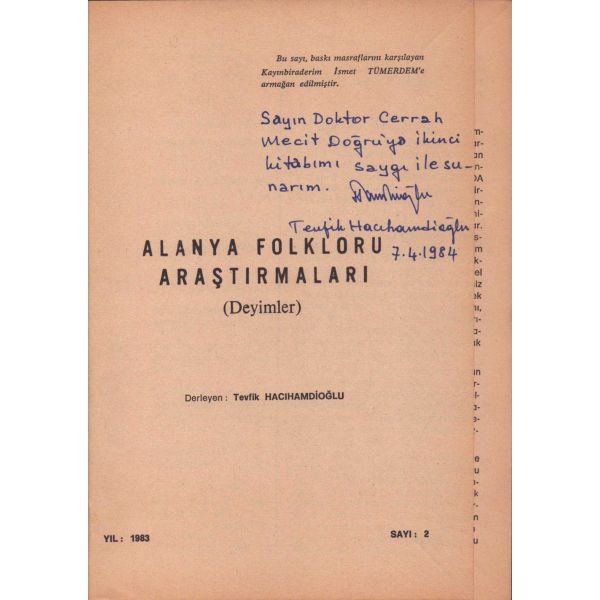 Bu sayı, baskı masraflarını karşılayan
Kayınbiraderim İsmet TÜMERDEM'e
armağan edilmiştir.
Sayın Doktor Cerrah
Mecit Doğru'ya ikinci
kitabımı saygı ile su-
narım.
Tevfik Hacıhamdioğlu
7.4.1984
ALANYA FOLKLORU
ARAŞTIRMALARI
(Deyimler)
Derleyen : Tevfik HACIHAMDİOĞLU
YIL : 1983
SAYI : 2